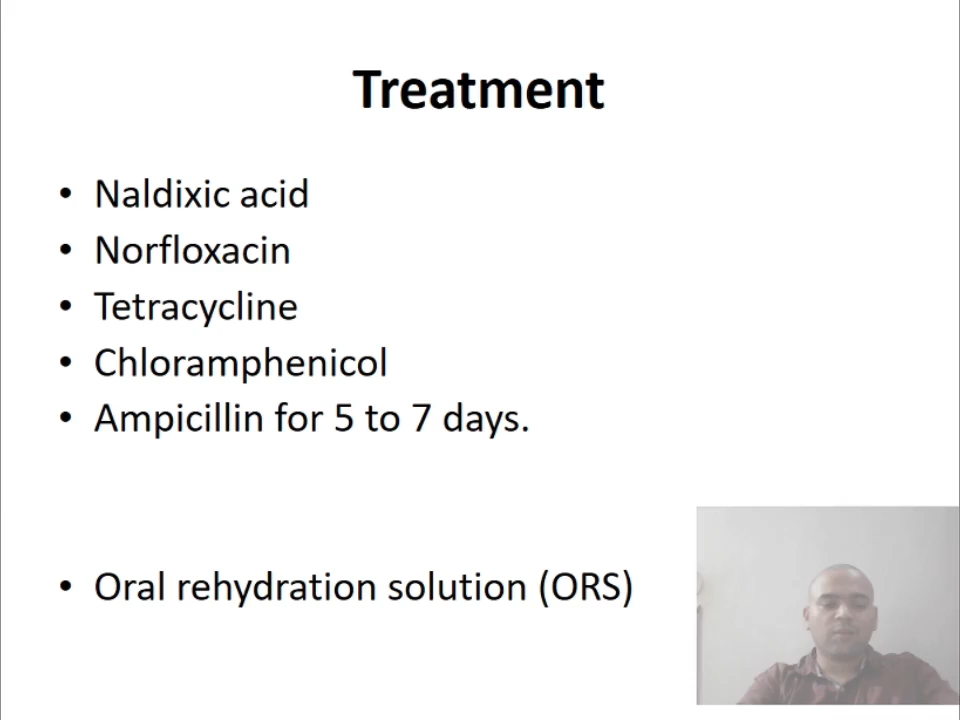 Treatment
• Naldixic acid
• Norfloxacin
• Tetracycline
• Chloramphenicol
• Ampicillin for 5 to 7 days.
• Oral rehydration solution (ORS)